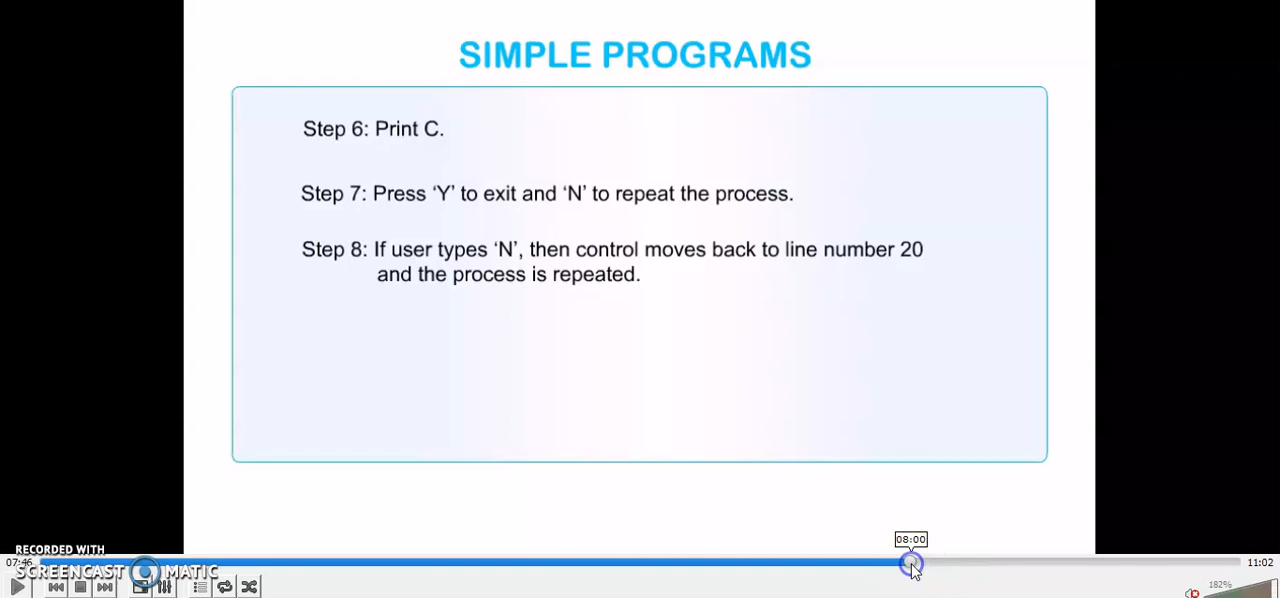 SIMPLE PROGRAMS
Step 6: Print C.
Step 7: Press ‘Y’ to exit and ‘N’ to repeat the process.
Step 8: If user types ‘N’, then control moves back to line number 20
and the process is repeated.
08:00
RECORDED WITH
07:46
11:02
SCREENCAST MATIC
182%